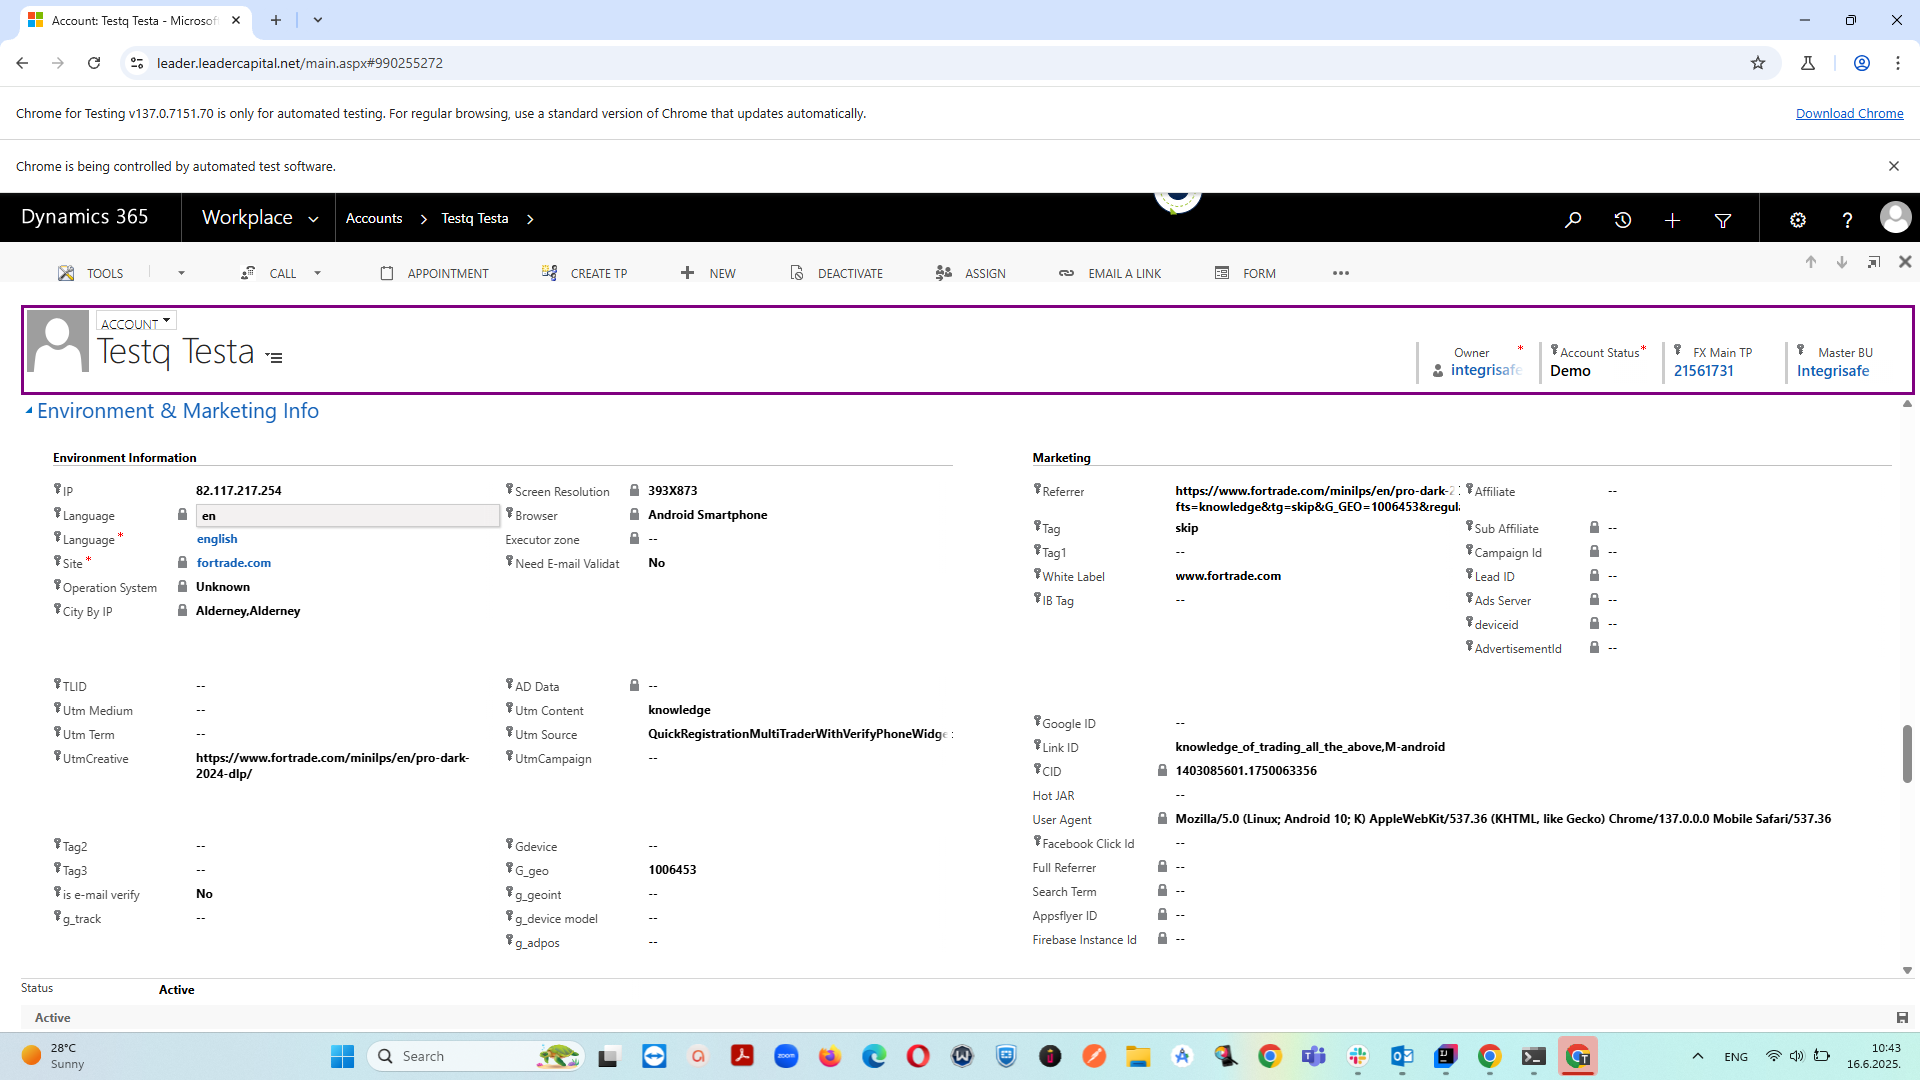 Account: Testq Testa - Microsof
leader.leadercapital.net/main.aspx#990255272
Chrome for Testing v137.0.7151.70 is only for automated testing. For regular browsing, use a standard version of Chrome that updates automatically.
Download Chrome
Chrome is being controlled by automated test software.
Dynamics 365
Workplace
Accounts
Testq Testa
TOOLS
CALL
APPOINTMENT
CREATE TP
NEW
DEACTIVATE
ASSIGN
EMAIL A LINK
FORM
ACCOUNT
Testq Testa
Owner *
integrisafe
Account Status *
Demo
FX Main TP
21561731
Master BU
Integrisafe
Environment & Marketing Info
Environment Information
IP 82.117.217.254
Language en
Language * english
Site * fortrade.com
Operation System Unknown
City By IP Alderney,Alderney
Screen Resolution 393X873
Browser Android Smartphone
Executor zone --
Need E-mail Validat No
TLID --
Utm Medium --
Utm Term --
UtmCreative https://www.fortrade.com/minilps/en/pro-dark-
2024-dlp/
AD Data --
Utm Content knowledge
Utm Source QuickRegistrationMultiTraderWithVerifyPhoneWidge
UtmCampaign --
Tag2 --
Tag3 --
is e-mail verify No
g_track --
Gdevice --
G_geo 1006453
g_geoint --
g_device model --
g_adpos --
Marketing
Referrer https://www.fortrade.com/minilps/en/pro-dark-2
fts=knowledge&tg=skip&G_GEO=1006453&regul
Tag skip
Tag1 --
White Label www.fortrade.com
IB Tag --
Affiliate --
Sub Affiliate --
Campaign Id --
Lead ID --
Ads Server --
deviceid --
AdvertisementId --
Google ID --
Link ID knowledge_of_trading_all_the_above,M-android
CID 1403085601.1750063356
Hot JAR --
User Agent Mozilla/5.0 (Linux; Android 10; K) AppleWebKit/537.36 (KHTML, like Gecko) Chrome/137.0.0.0 Mobile Safari/537.36
Facebook Click Id --
Full Referrer --
Search Term --
Appsflyer ID --
Firebase Instance Id --
Status Active
Active
28°C
Sunny
Search
zoom
ENG
10:43
16.6.2025.